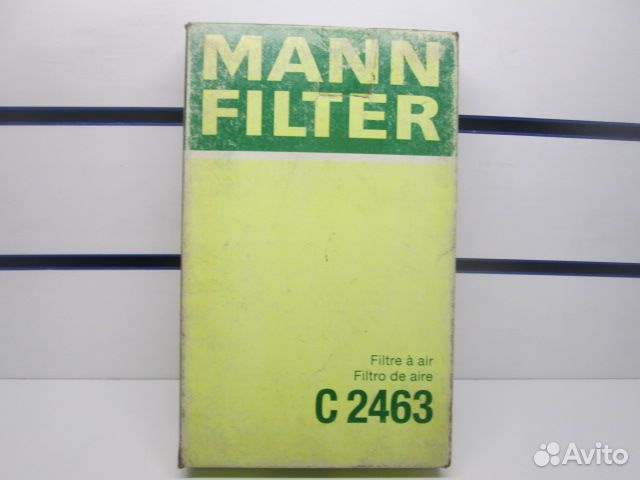 MANN
FILTER
Filtre à air
Filtro de aire
C 2463
Avito